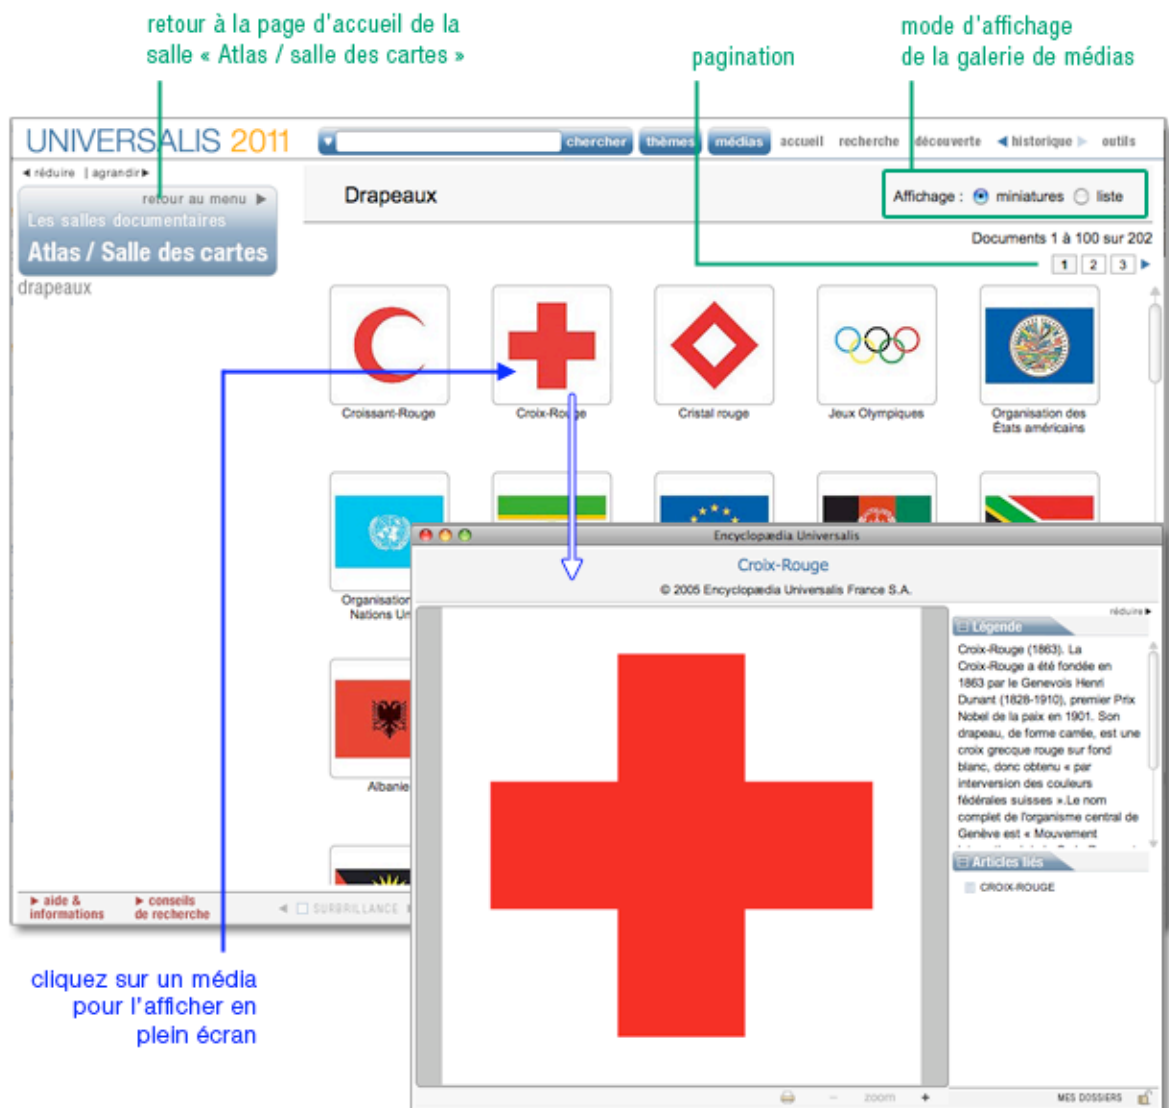 retour à la page d'accueil de la
salle « Atlas / salle des cartes »
pagination
mode d'affichage
de la galerie de médias
UNIVERSALIS 2011
chercher
thèmes
médias
accueil
recherche
découverte
historique
outils
réduire | agrandir
retour au menu
Les salles documentaires
Atlas / Salle des cartes
drapeaux
Drapeaux
Affichage : miniatures liste
Documents 1 à 100 sur 202
1 2 3
Croissant-Rouge
Croix-Rouge
Cristal rouge
Jeux Olympiques
Organisation des
États américains
Organisation
Nations Un
Albanie
Encyclopædia Universalis
Croix-Rouge
© 2005 Encyclopædia Universalis France S.A.
réduire
Légende
Croix-Rouge (1863). La
Croix-Rouge a été fondée en
1863 par le Genevois Henri
Dunant (1828-1910), premier Prix
Nobel de la paix en 1901. Son
drapeau, de forme carrée, est une
croix grecque rouge sur fond
blanc, donc obtenu « par
interversion des couleurs
fédérales suisses ».Le nom
complet de l'organisme central de
Genève est « Mouvement
Articles liés
CROIX-ROUGE
aide &
informations
conseils
de recherche
SURBRILLANCE
cliquez sur un média
pour l'afficher en
plein écran
zoom
MES DOSSIERS